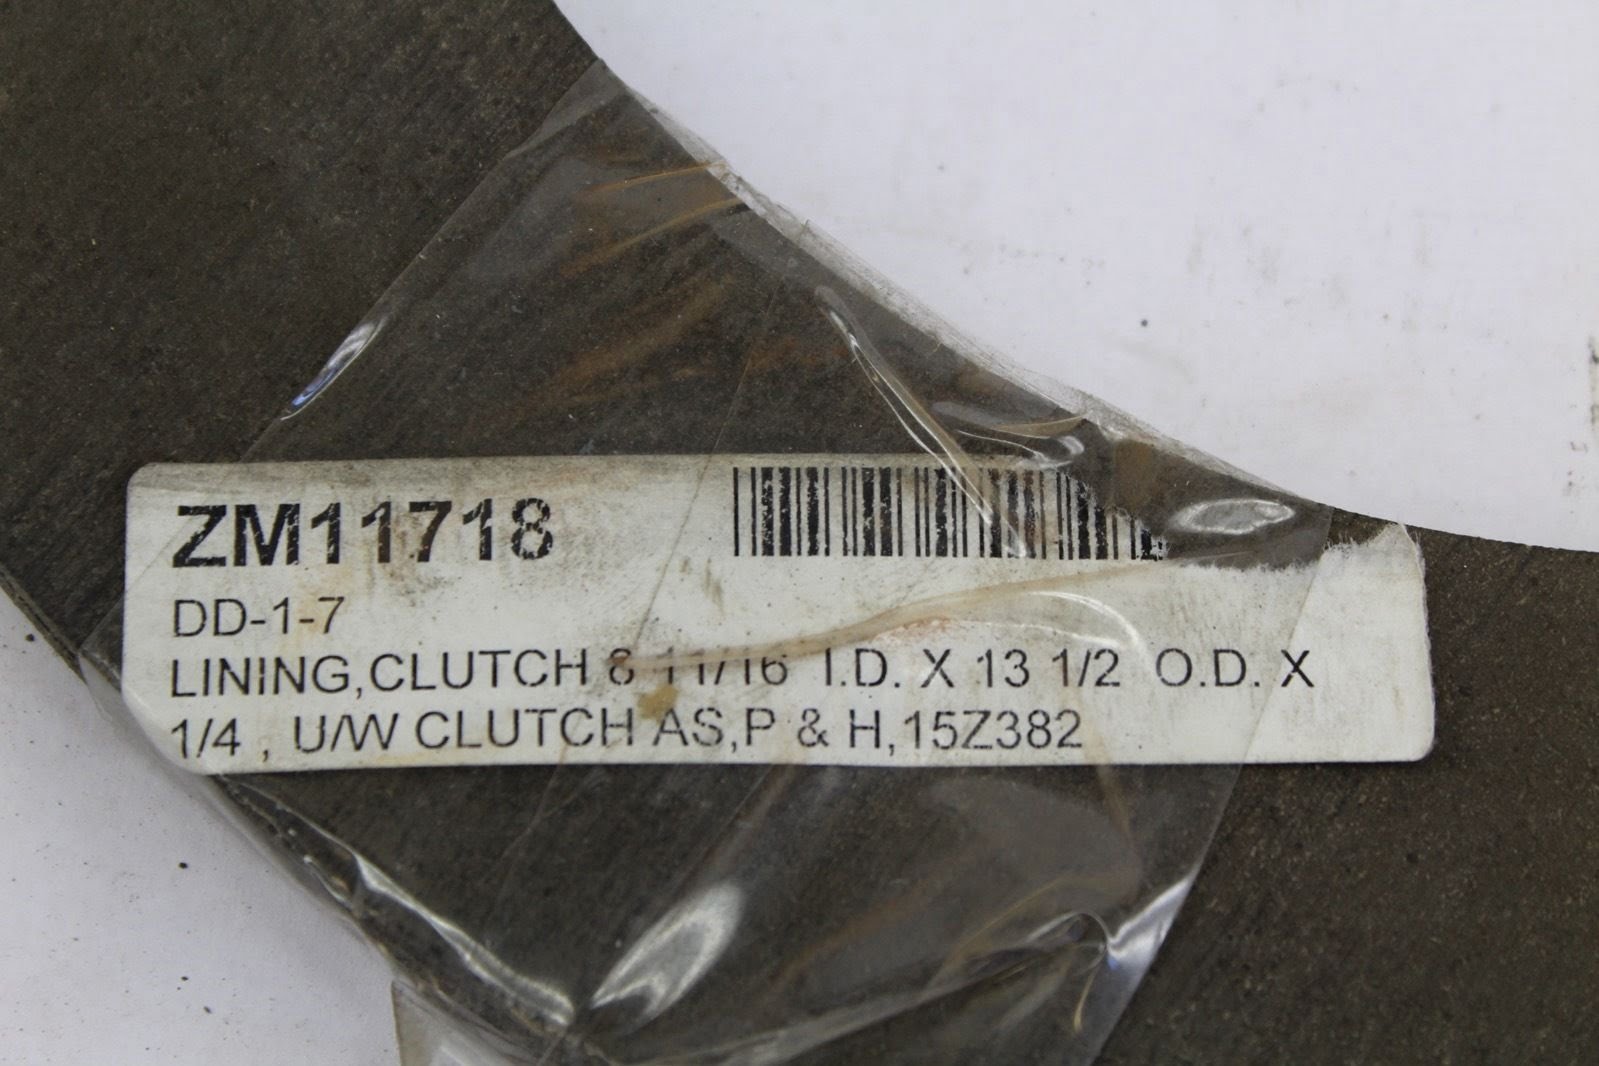 ZM11718
DD-1-7
LINING,CLUTCH 8 11/16 I.D. X 13 1/2 O.D. X
1/4 , U/W CLUTCH AS,P & H,15Z382